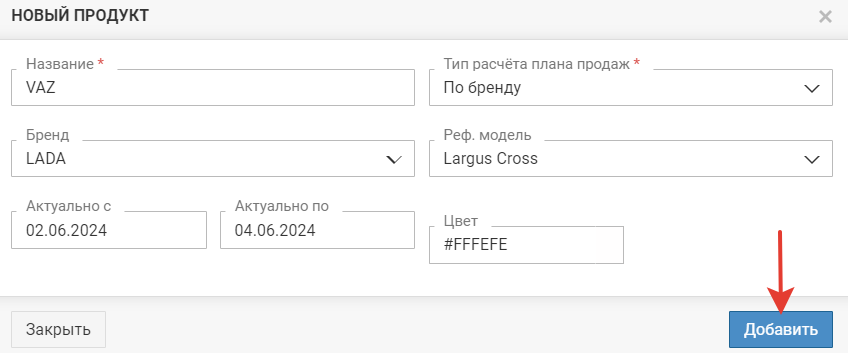 НОВЫЙ ПРОДУКТ
Название *
Тип расчёта плана продаж *
VAZ
По бренду
Бренд
Реф. модель
LADA
Largus Cross
Актуально с
Актуально по
Цвет
02.06.2024
04.06.2024
#FFFEFE
Закрыть
Добавить